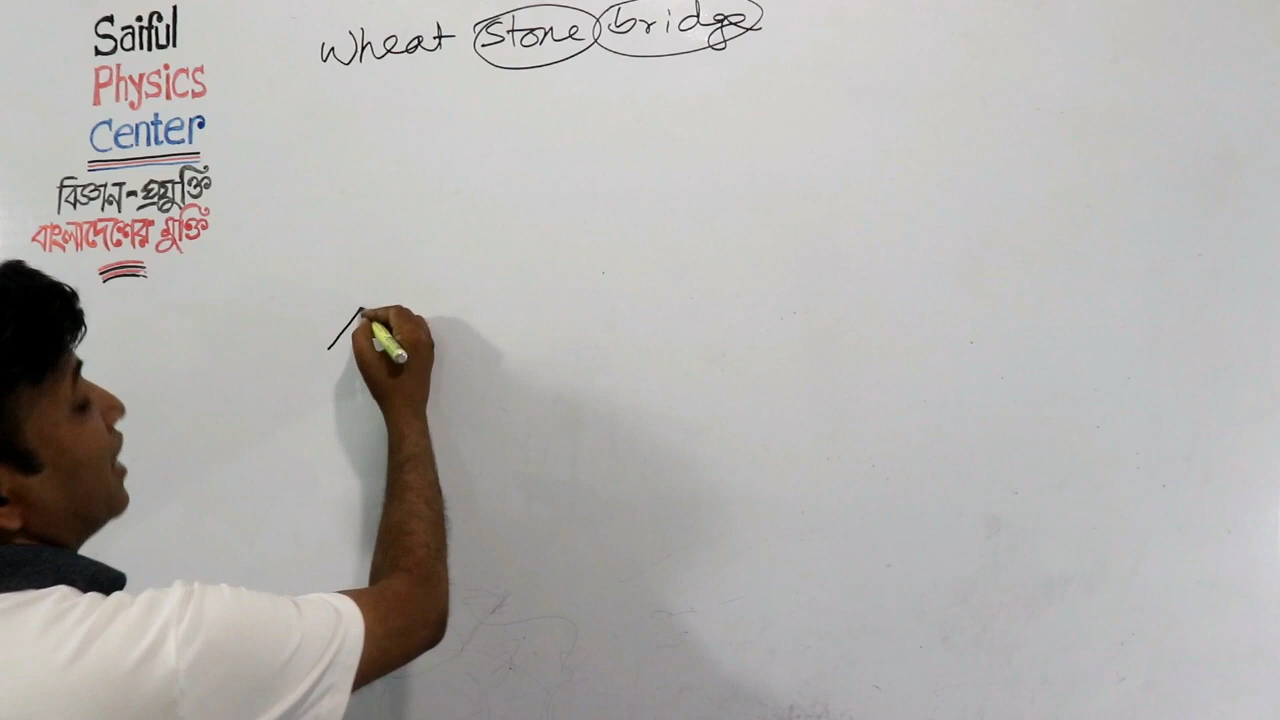 Saiful
Physics
Center
বিজ্ঞান-প্রযুক্তি
বাংলাদেশের মুক্তি
Wheat stone bridge